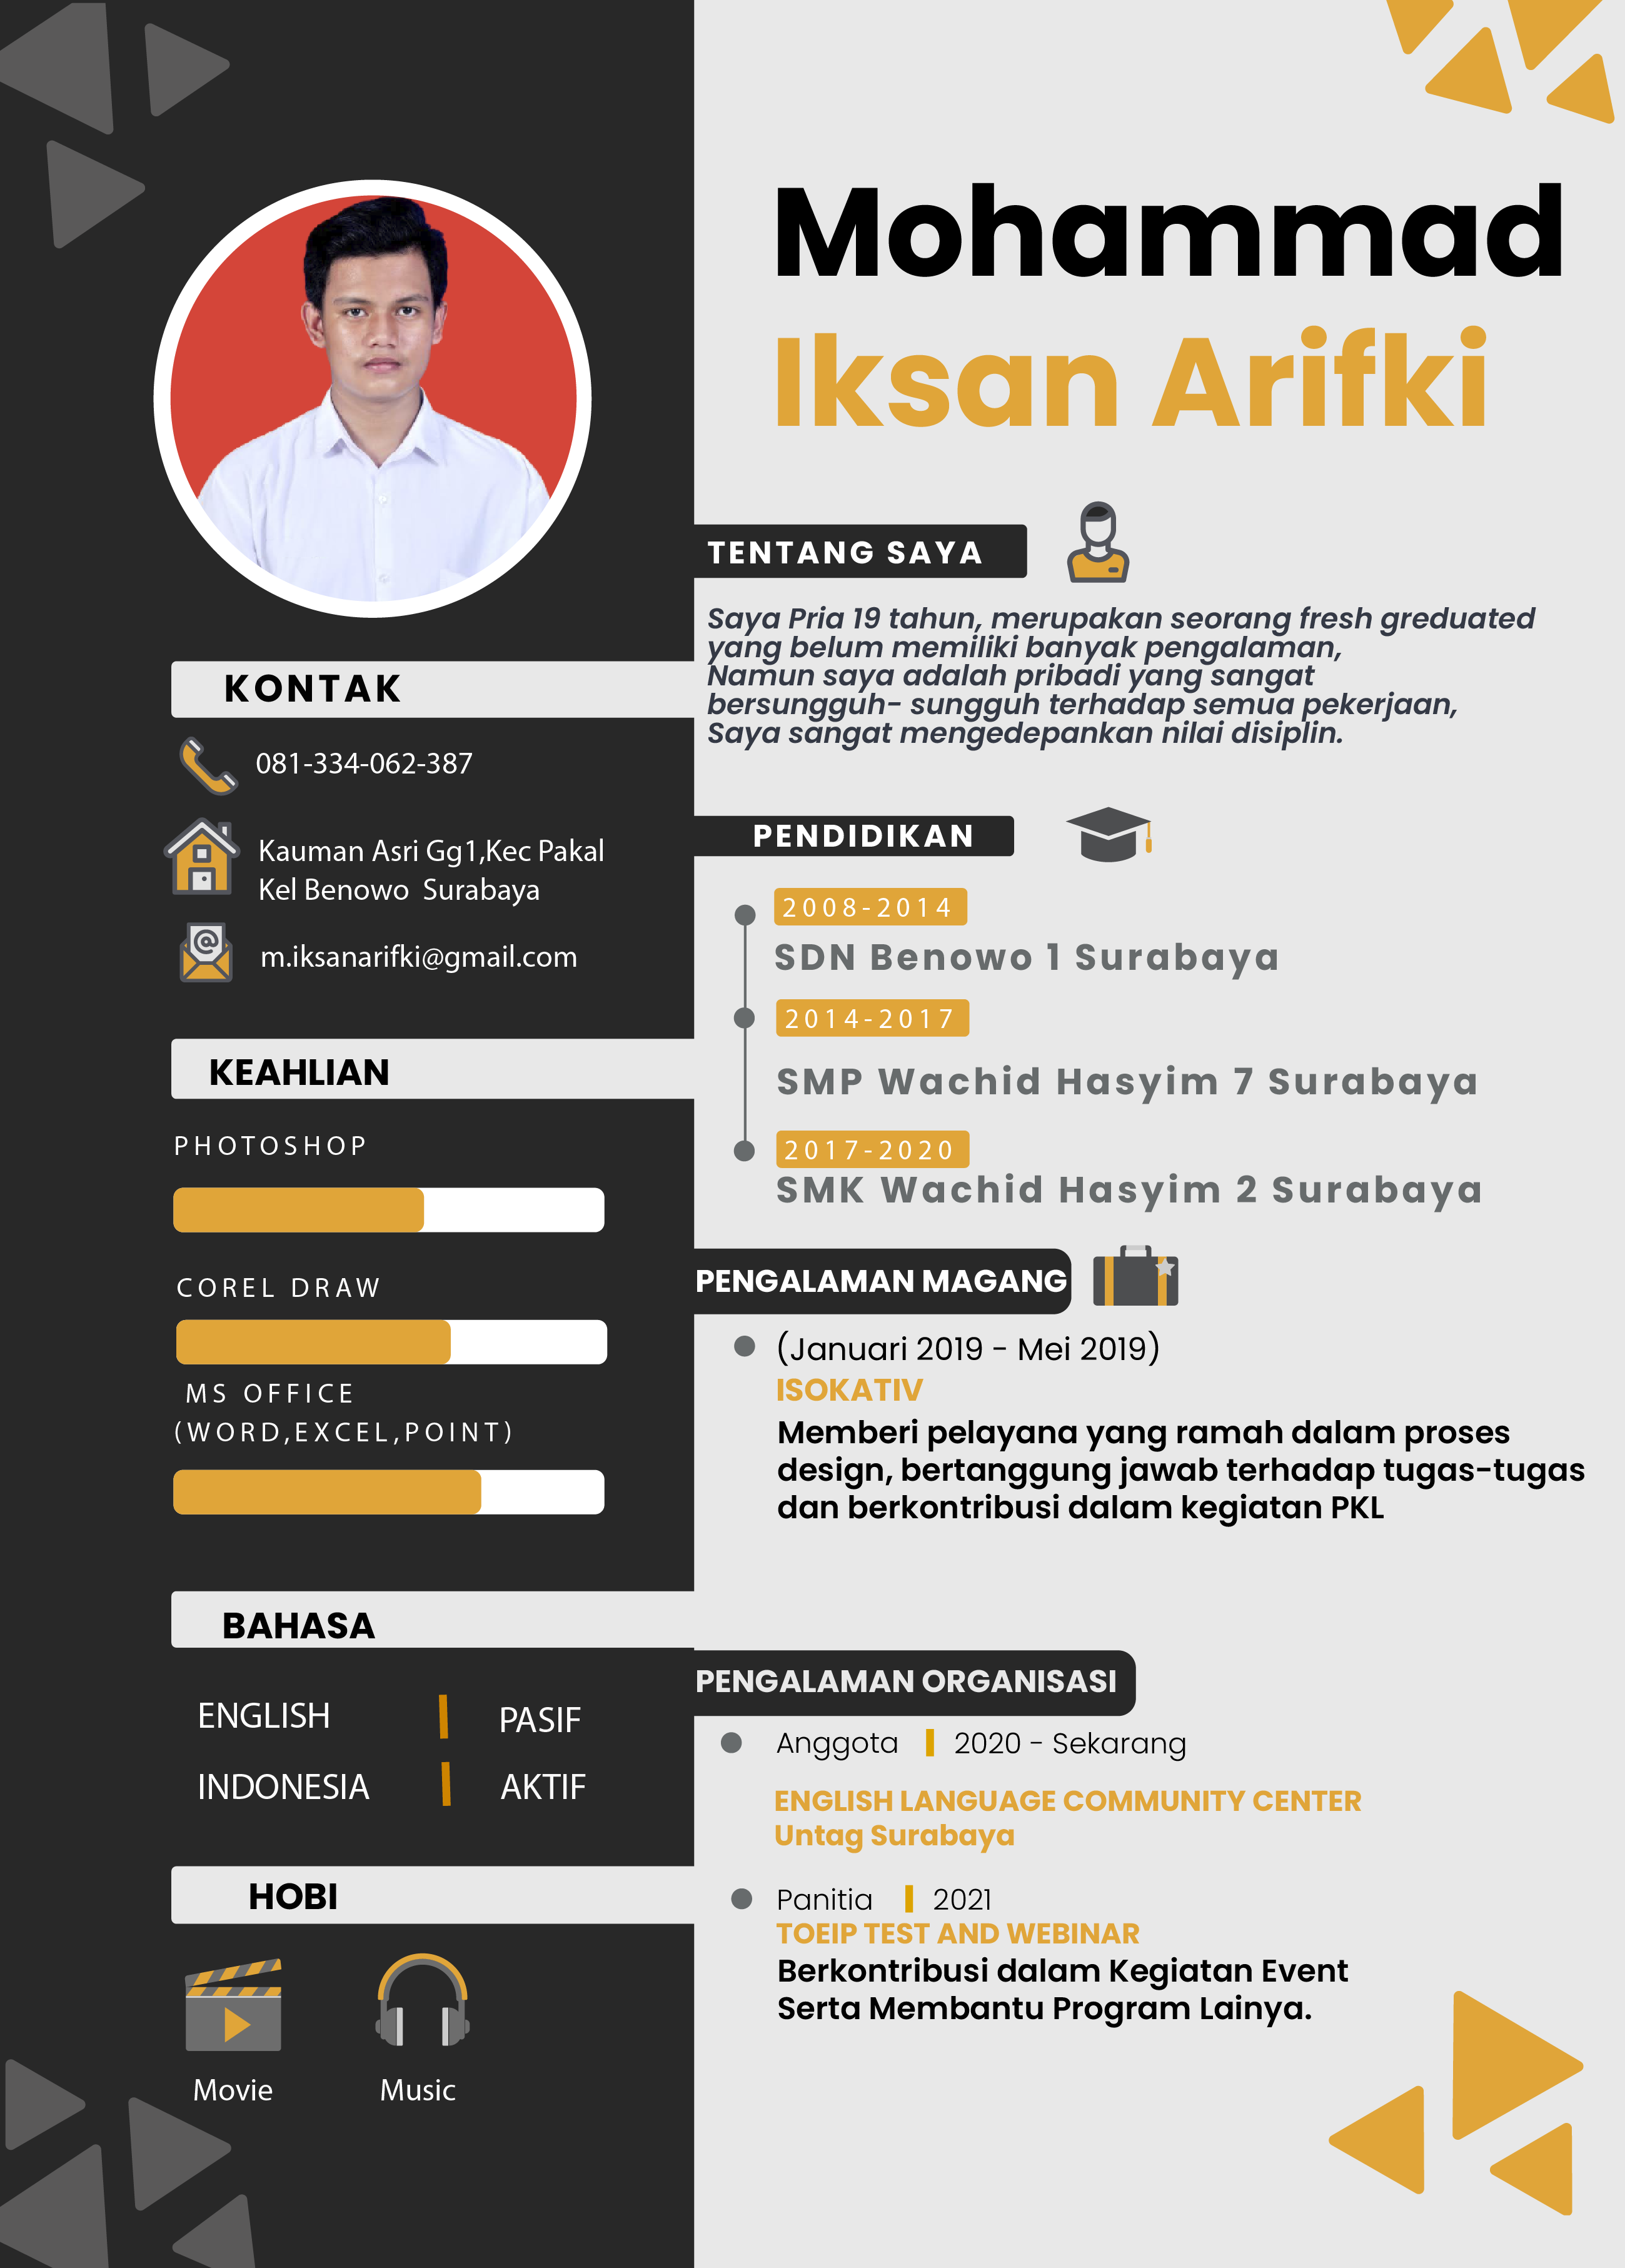 Mohammad
Iksan Arifki
KONTAK
081-334-062-387
Kauman Asri Gg1,Kec Pakal
Kel Benowo  Surabaya
m.iksanarifki@gmail.com
KEAHLIAN
PHOTOSHOP
COREL DRAW
MS OFFICE
(WORD,EXCEL,POINT)
BAHASA
ENGLISH | PASIF
INDONESIA | AKTIF
HOBI
Movie Music
TENTANG SAYA
Saya Pria 19 tahun, merupakan seorang fresh greduated
yang belum memiliki banyak pengalaman,
Namun saya adalah pribadi yang sangat
bersungguh- sungguh terhadap semua pekerjaan,
Saya sangat mengedepankan nilai disiplin.
PENDIDIKAN
2008-2014
SDN Benowo 1 Surabaya
2014-2017
SMP Wachid Hasyim 7 Surabaya
2017-2020
SMK Wachid Hasyim 2 Surabaya
PENGALAMAN MAGANG
(Januari 2019 - Mei 2019)
ISOKATIV
Memberi pelayana yang ramah dalam proses
design, bertanggung jawab terhadap tugas-tugas
dan berkontribusi dalam kegiatan PKL
PENGALAMAN ORGANISASI
Anggota | 2020 - Sekarang
ENGLISH LANGUAGE COMMUNITY CENTER
Untag Surabaya
Panitia | 2021
TOEIP TEST AND WEBINAR
Berkontribusi dalam Kegiatan Event
Serta Membantu Program Lainya.